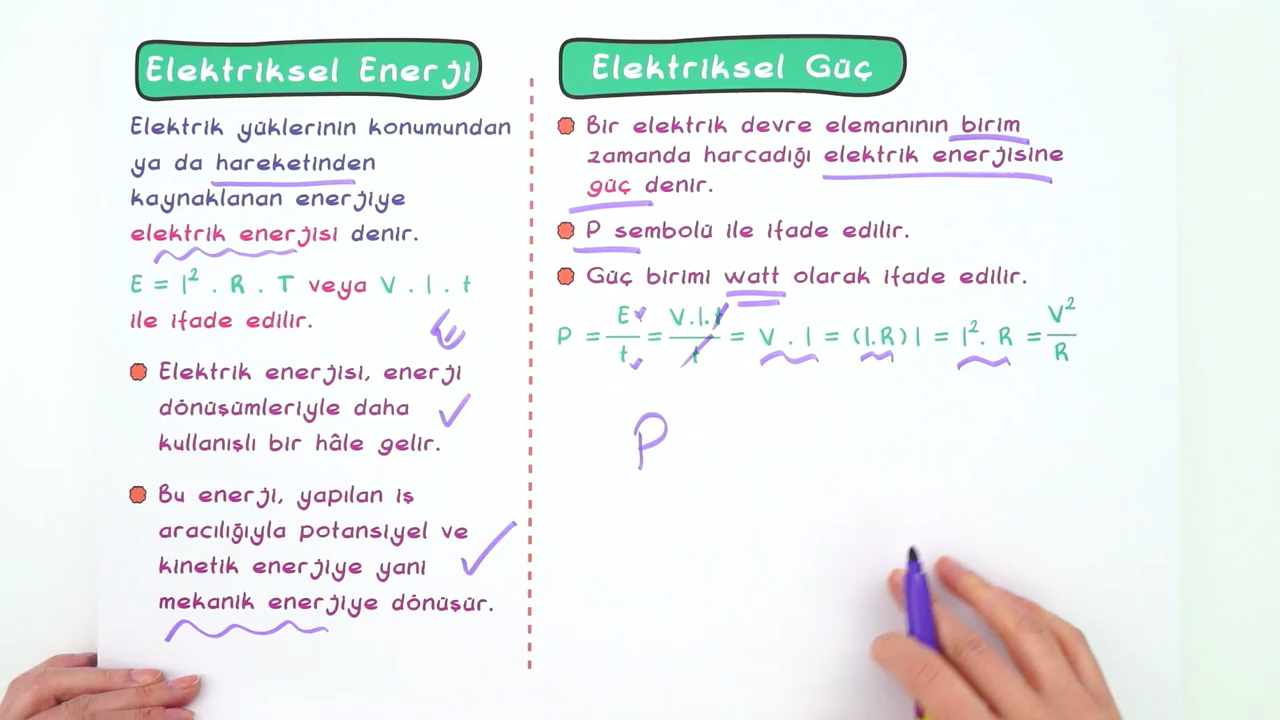 Elektriksel Enerji
Elektrik yüklerinin konumundan
ya da hareketinden
kaynaklanan enerjiye
elektrik enerjisi denir.
E = I² . R . T veya V . I . t
ile ifade edilir.
E
Elektrik enerjisi, enerji
dönüşümleriyle daha
kullanışlı bir hâle gelir.
Bu enerji, yapılan iş
aracılığıyla potansiyel ve
kinetik enerjiye yani
mekanik enerjiye dönüşür.
Elektriksel Güç
Bir elektrik devre elemanının birim
zamanda harcadığı elektrik enerjisine
güç denir.
P sembolü ile ifade edilir.
Güç birimi watt olarak ifade edilir.
P = E/t = V.I.t/t = V . I = (I.R) I = I² . R = V²/R
P